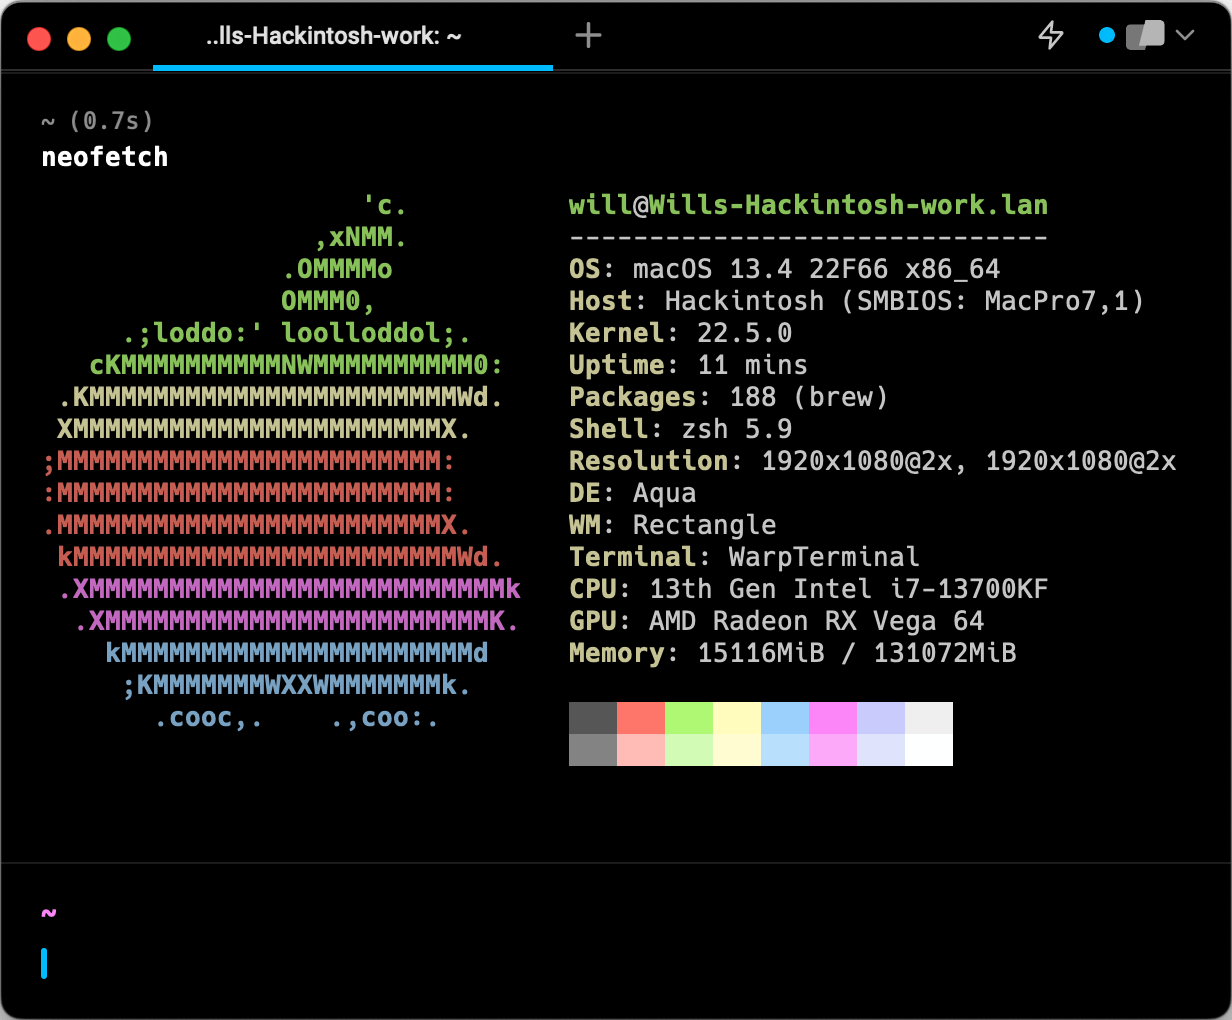 ..lls-Hackintosh-work: ~
~ (0.7s)
neofetch
'c.
,xNMM.
.OMMMMo
OMMM0,
.;loddo:' loolloddol;.
cKMMMMMMMMMMNWMMMMMMMMMM0:
.KMMMMMMMMMMMMMMMMMMMMMMMWd.
XMMMMMMMMMMMMMMMMMMMMMMMX.
;MMMMMMMMMMMMMMMMMMMMMMMM:
:MMMMMMMMMMMMMMMMMMMMMMMM:
.MMMMMMMMMMMMMMMMMMMMMMMMX.
kMMMMMMMMMMMMMMMMMMMMMMMMWd.
.XMMMMMMMMMMMMMMMMMMMMMMMMMMk
.XMMMMMMMMMMMMMMMMMMMMMMMMK.
kMMMMMMMMMMMMMMMMMMMMMMd
;KMMMMMMMWXXWMMMMMMMk.
.cooc,.    .,coo:.
will@Wills-Hackintosh-work.lan
------------------------------
OS: macOS 13.4 22F66 x86_64
Host: Hackintosh (SMBIOS: MacPro7,1)
Kernel: 22.5.0
Uptime: 11 mins
Packages: 188 (brew)
Shell: zsh 5.9
Resolution: 1920x1080@2x, 1920x1080@2x
DE: Aqua
WM: Rectangle
Terminal: WarpTerminal
CPU: 13th Gen Intel i7-13700KF
GPU: AMD Radeon RX Vega 64
Memory: 15116MiB / 131072MiB
~